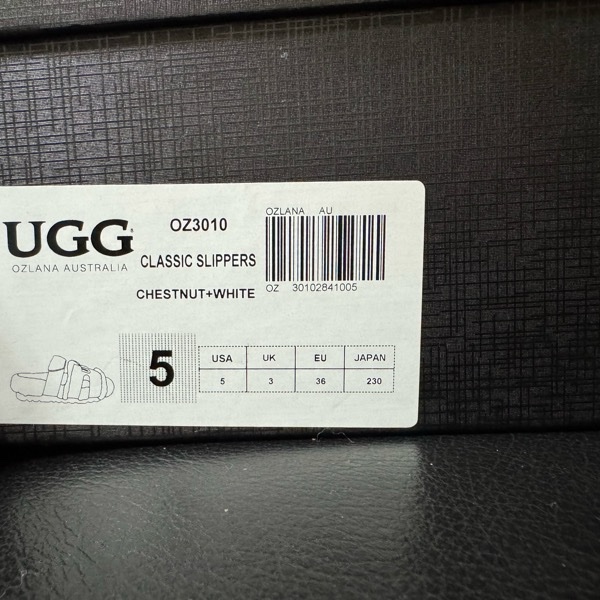 UGG
OZLANA AUSTRALIA
OZ3010
CLASSIC SLIPPERS
CHESTNUT+WHITE
OZLANA AU
OZ 30102841005
5
USA UK EU JAPAN
5 3 36 230